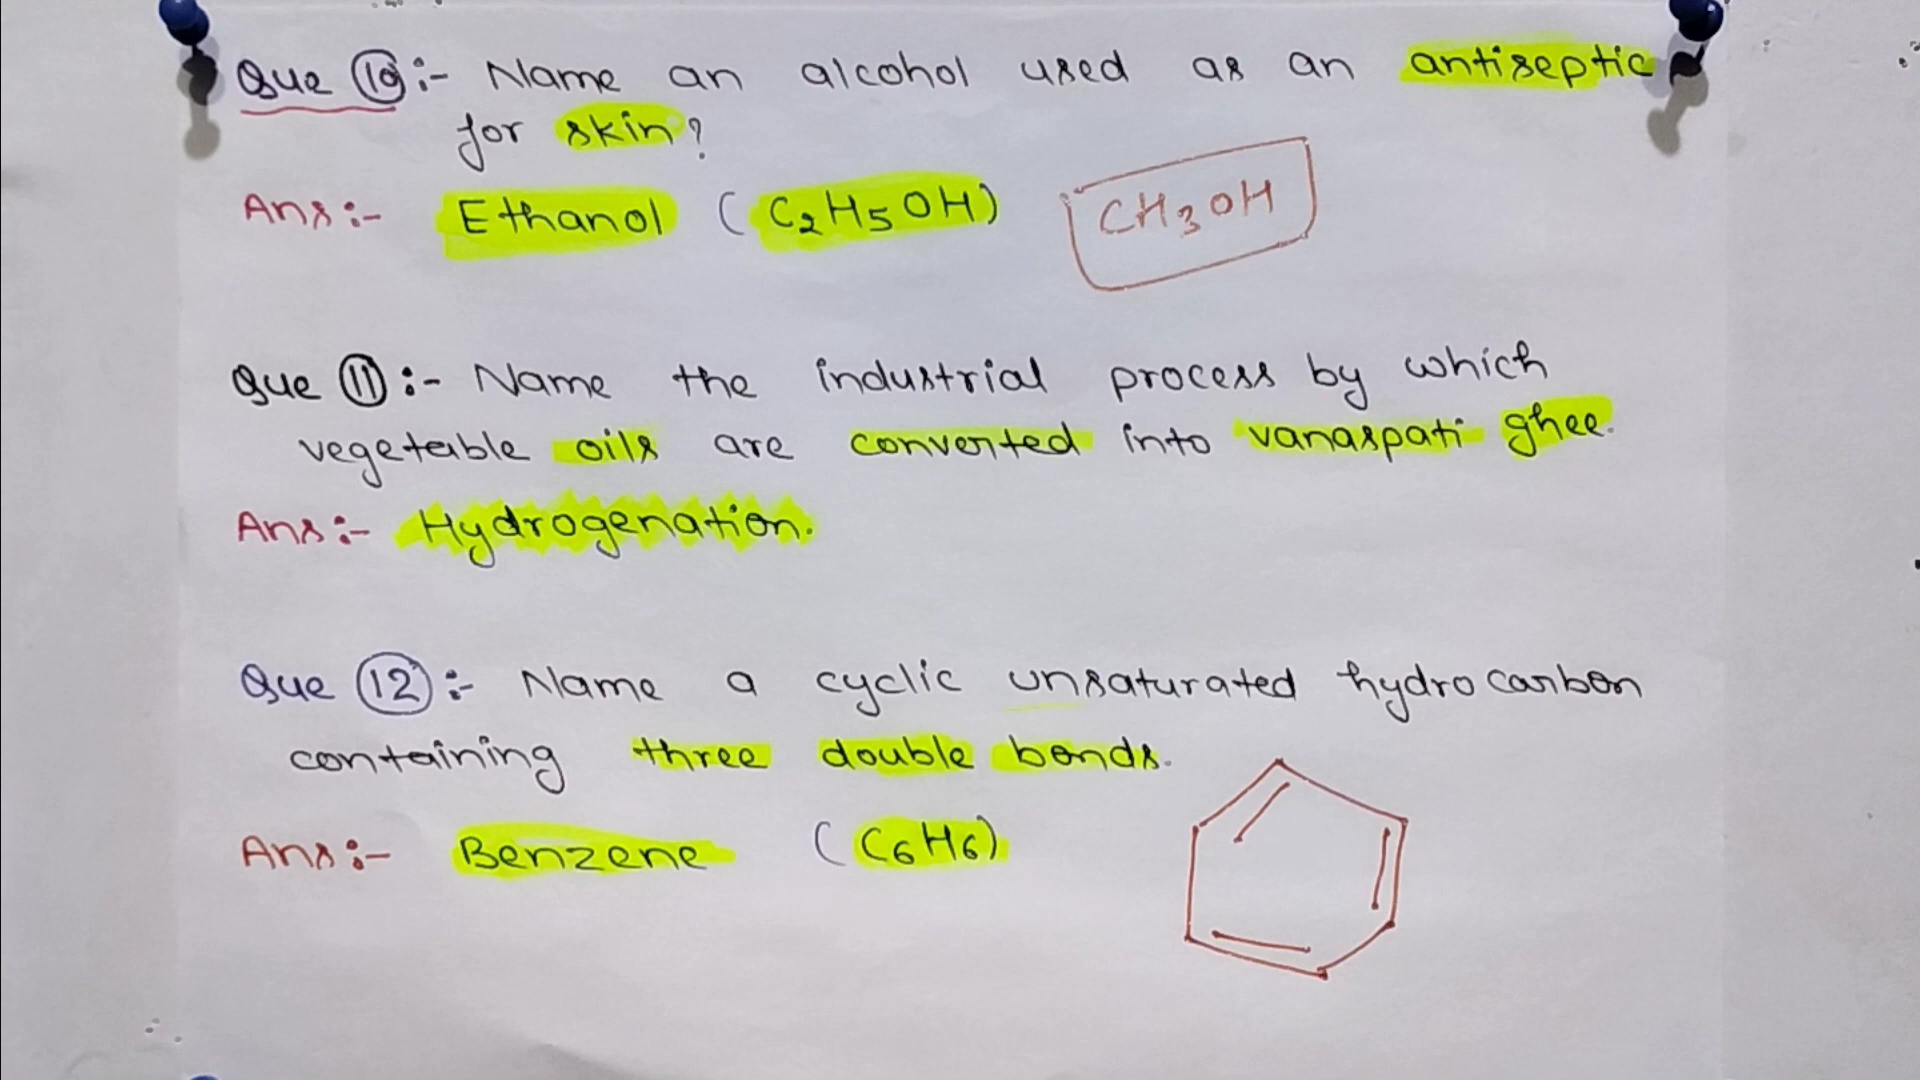 Que 10:- Name an alcohol used as an antiseptic
for skin?
Ans:- Ethanol (C₂H₅OH) CH₃OH
Que 11:- Name the industrial process by which
vegetable oils are converted into vanaspati ghee.
Ans:- Hydrogenation.
Que 12:- Name a cyclic unsaturated hydrocarbon
containing three double bonds.
Ans:- Benzene (C₆H₆)